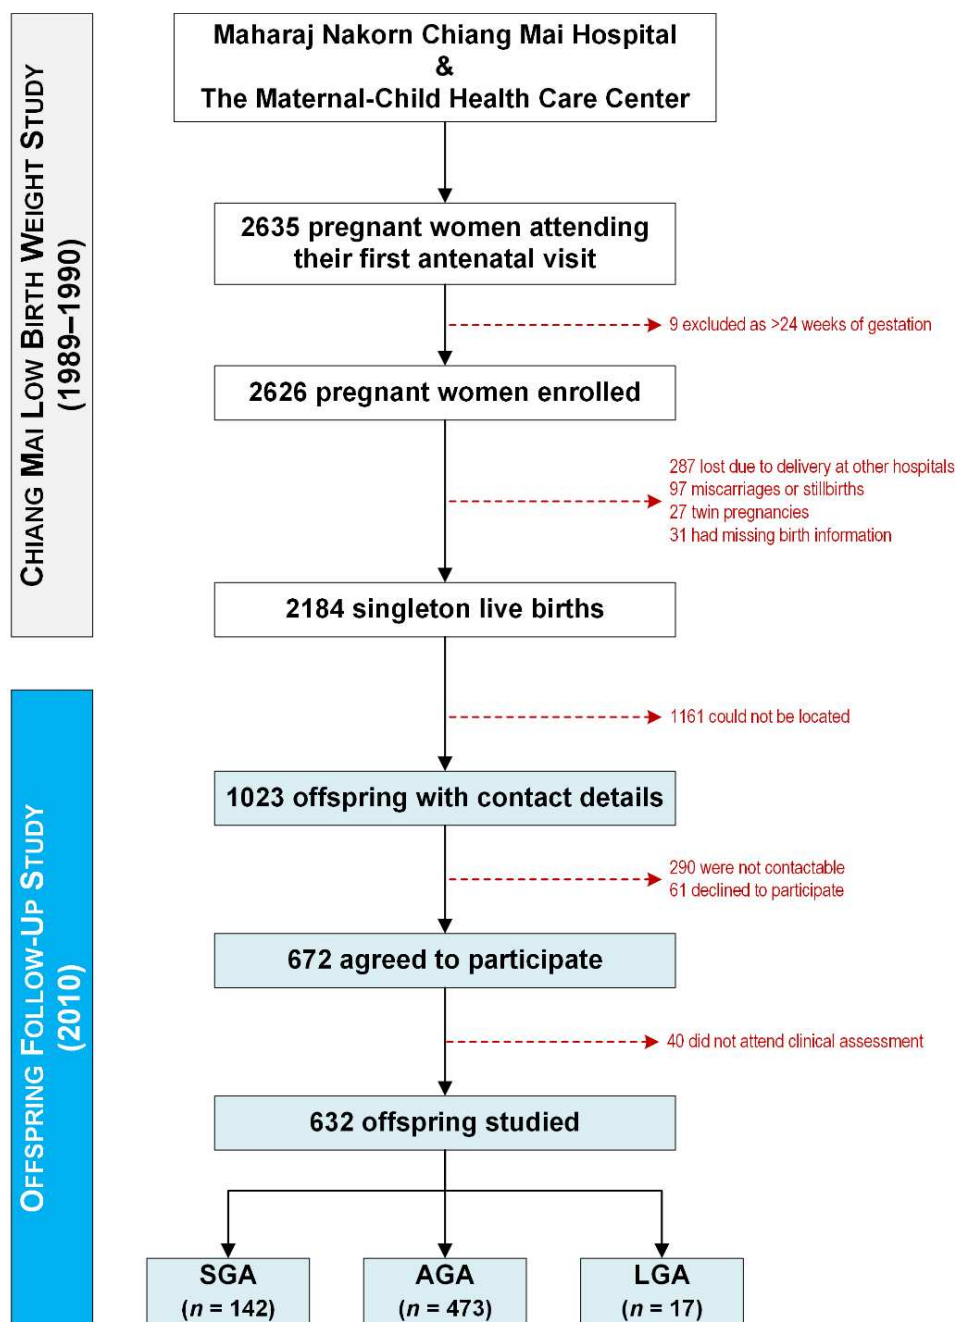 CHIANG MAI LOW BIRTH WEIGHT STUDY
(1989–1990)
Maharaj Nakorn Chiang Mai Hospital
&
The Maternal-Child Health Care Center
2635 pregnant women attending
their first antenatal visit
9 excluded as >24 weeks of gestation
2626 pregnant women enrolled
287 lost due to delivery at other hospitals
97 miscarriages or stillbirths
27 twin pregnancies
31 had missing birth information
2184 singleton live births
OFFSPRING FOLLOW-UP STUDY
(2010)
1161 could not be located
1023 offspring with contact details
290 were not contactable
61 declined to participate
672 agreed to participate
40 did not attend clinical assessment
632 offspring studied
SGA
(n = 142)
AGA
(n = 473)
LGA
(n = 17)